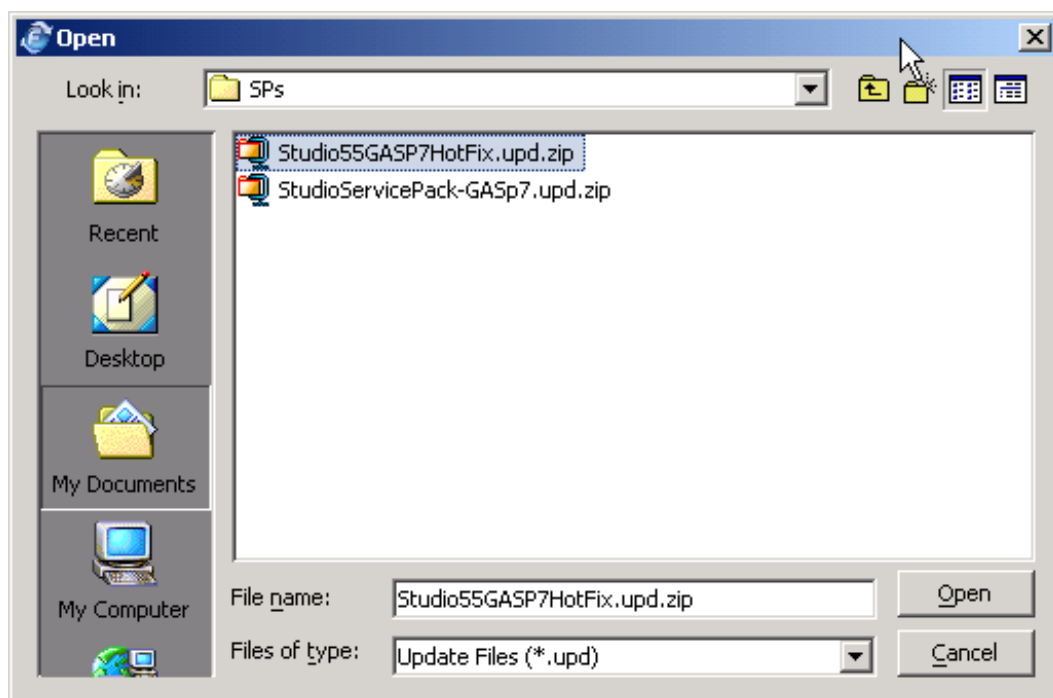 Open
Look in:
SPs
Studio55GASP7HotFix.upd.zip
StudioServicePack-GASp7.upd.zip
Recent
Desktop
My Documents
My Computer
File name:
Studio55GASP7HotFix.upd.zip
Open
Files of type:
Update Files (*.upd)
Cancel